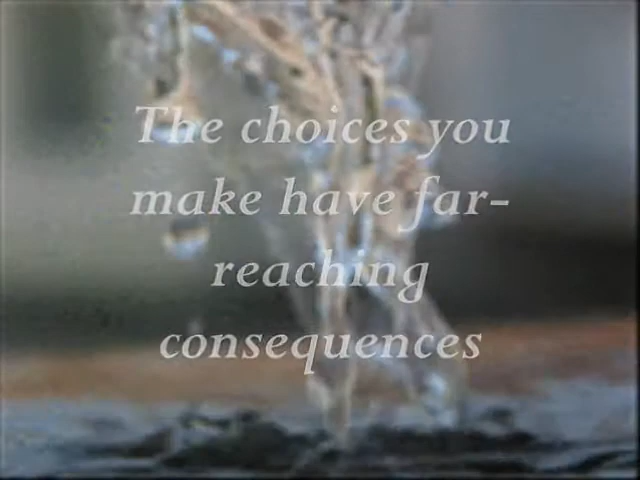 The choices you
make have far-
reaching
consequences